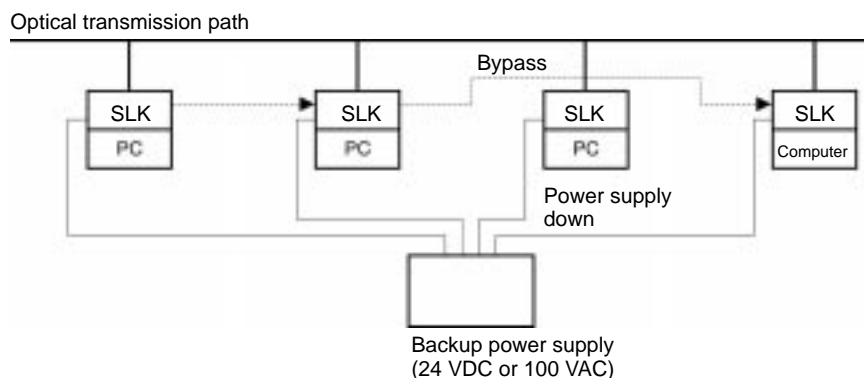 Optical transmission path
Bypass
SLK
SLK
SLK
SLK
PC
PC
PC
Computer
Power supply
down
Backup power supply
(24 VDC or 100 VAC)